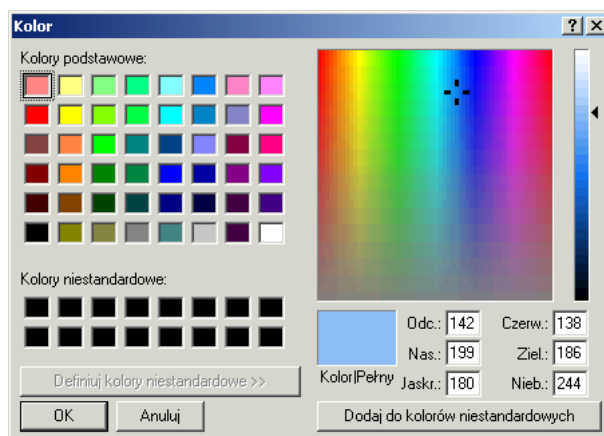 Kolor
Kolory podstawowe:
Kolory niestandardowe:
Definiuj kolory niestandardowe >>
OK Anuluj
Kolor|Pełny
Odc.: 142 Czerw.: 138
Nas.: 199 Ziel.: 186
Jaskr.: 180 Nieb.: 244
Dodaj do kolorów niestandardowych